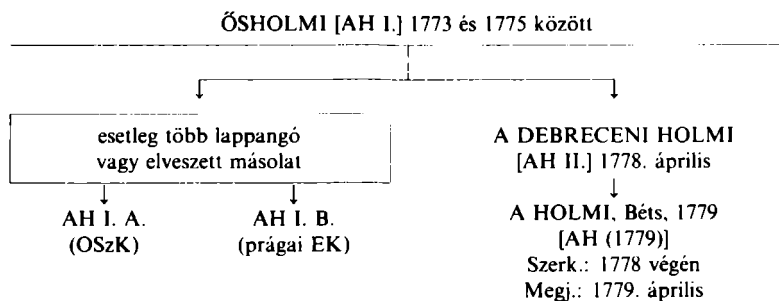 ŐSHOLMI [AH I.] 1773 és 1775 között
esetleg több lappangó
vagy elveszett másolat
AH I. A.
(OSzK)
AH I. B.
(prágai EK)
A DEBRECENI HOLMI
[AH II.] 1778. április
A HOLMI, Béts, 1779
[AH (1779)]
Szerk.: 1778 végén
Megj.: 1779. április